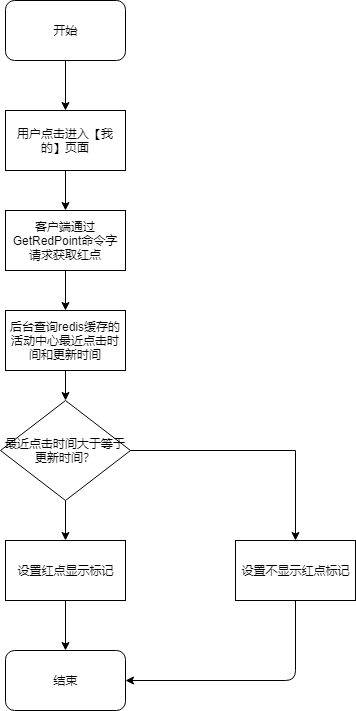 开始
用户点击进入【我
的】页面
客户端通过
GetRedPoint命令字
请求获取红点
后台查询redis缓存的
活动中心最近点击时
间和更新时间
最近点击时间大于等于
更新时间?
设置红点显示标记
设置不显示红点标记
结束